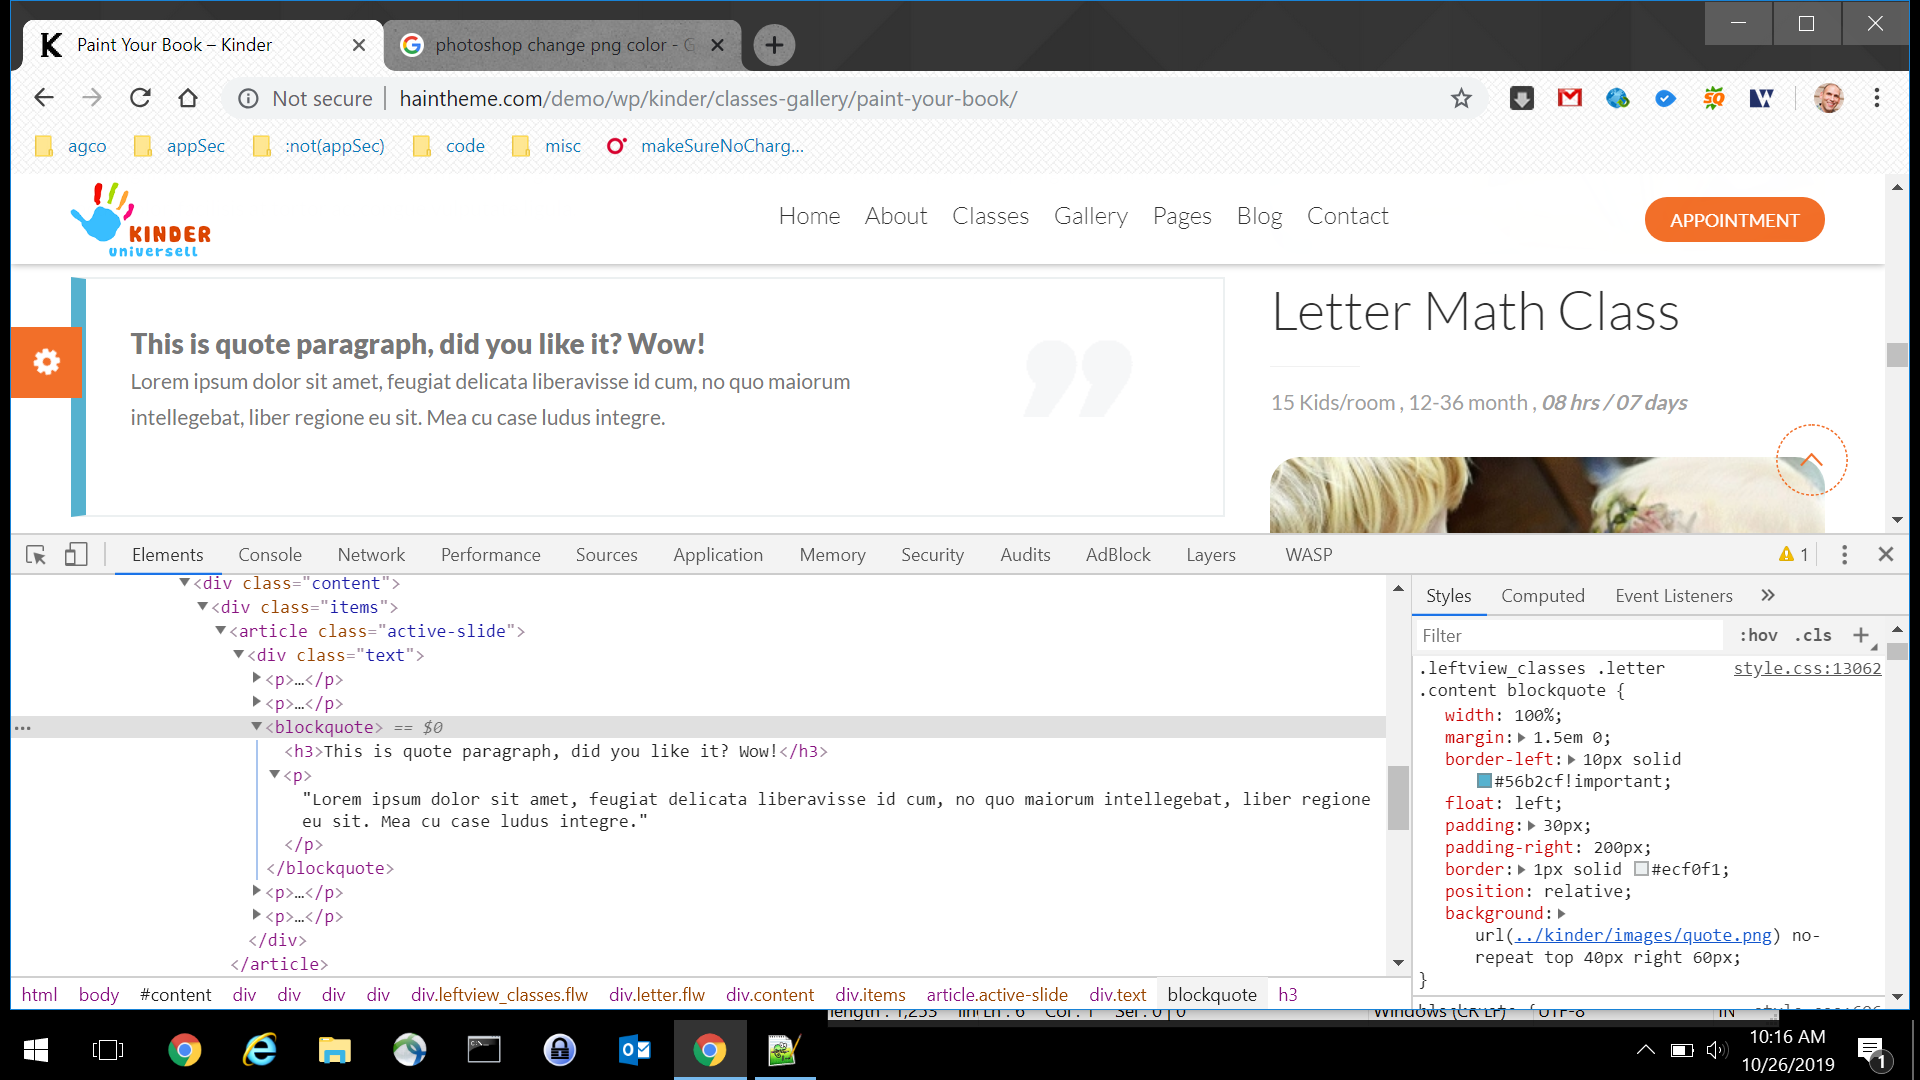 Paint Your Book – Kinder
photoshop change png color - G
Not secure
haintheme.com/demo/wp/kinder/classes-gallery/paint-your-book/
agco
appSec
:not(appSec)
code
misc
makeSureNoCharg...
KINDER
universell
Home
About
Classes
Gallery
Pages
Blog
Contact
APPOINTMENT
This is quote paragraph, did you like it? Wow!
Lorem ipsum dolor sit amet, feugiat delicata liberavisse id cum, no quo maiorum
intellegebat, liber regione eu sit. Mea cu case ludus integre.
Letter Math Class
15 Kids/room , 12-36 month , 08 hrs / 07 days
Elements
Console
Network
Performance
Sources
Application
Memory
Security
Audits
AdBlock
Layers
WASP
1
<div class="content">
<div class="items">
<article class="active-slide">
<div class="text">
<p>…</p>
<p>…</p>
<blockquote> == $0
<h3>This is quote paragraph, did you like it? Wow!</h3>
<p>
"Lorem ipsum dolor sit amet, feugiat delicata liberavisse id cum, no quo maiorum intellegebat, liber regione
eu sit. Mea cu case ludus integre."
</p>
</blockquote>
<p>…</p>
<p>…</p>
</div>
</article>
html body #content div div div div div.leftview_classes.flw div.letter.flw div.content div.items article.active-slide div.text blockquote h3
Styles
Computed
Event Listeners
Filter
:hov
.cls
.leftview_classes .letter
style.css:13062
.content blockquote {
width: 100%;
margin: 1.5em 0;
border-left: 10px solid
#56b2cf!important;
float: left;
padding: 30px;
padding-right: 200px;
border: 1px solid #ecf0f1;
position: relative;
background:
url(../kinder/images/quote.png) no-
repeat top 40px right 60px;
}
10:16 AM
10/26/2019
1